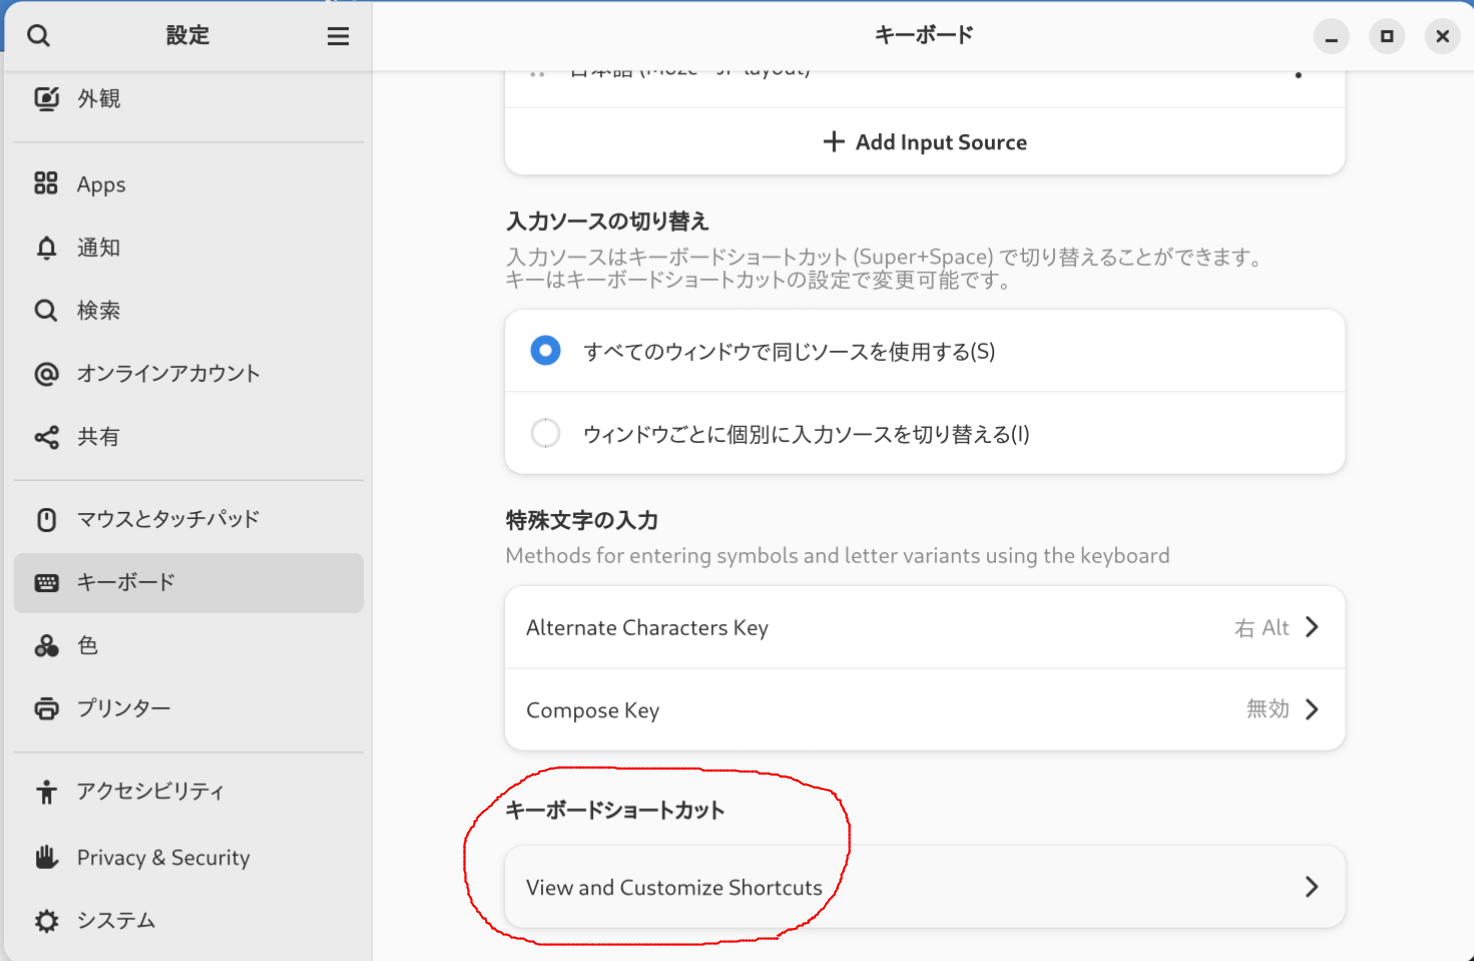 設定
外観
Apps
通知
検索
オンラインアカウント
共有
マウスとタッチパッド
キーボード
色
プリンター
アクセシビリティ
Privacy & Security
システム
キーボード
日本語 (Mozc - JP layout)
Add Input Source
入力ソースの切り替え
入力ソースはキーボードショートカット (Super+Space) で切り替えることができます。
キーはキーボードショートカットの設定で変更可能です。
すべてのウィンドウで同じソースを使用する(S)
ウィンドウごとに個別に入力ソースを切り替える(I)
特殊文字の入力
Methods for entering symbols and letter variants using the keyboard
Alternate Characters Key 右 Alt
Compose Key 無効
キーボードショートカット
View and Customize Shortcuts